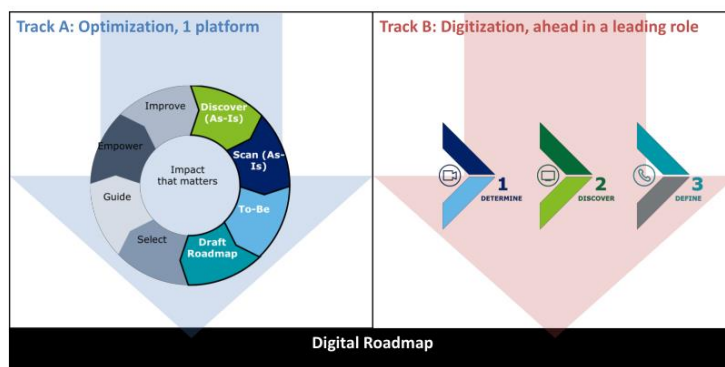 Track A: Optimization, 1 platform
Improve
Discover
(As-Is)
Empower
Scan (As-
Is)
Impact
that matters
Guide
To-Be
Select
Draft
Roadmap
Track B: Digitization, ahead in a leading role
1
DETERMINE
2
DISCOVER
3
DEFINE
Digital Roadmap